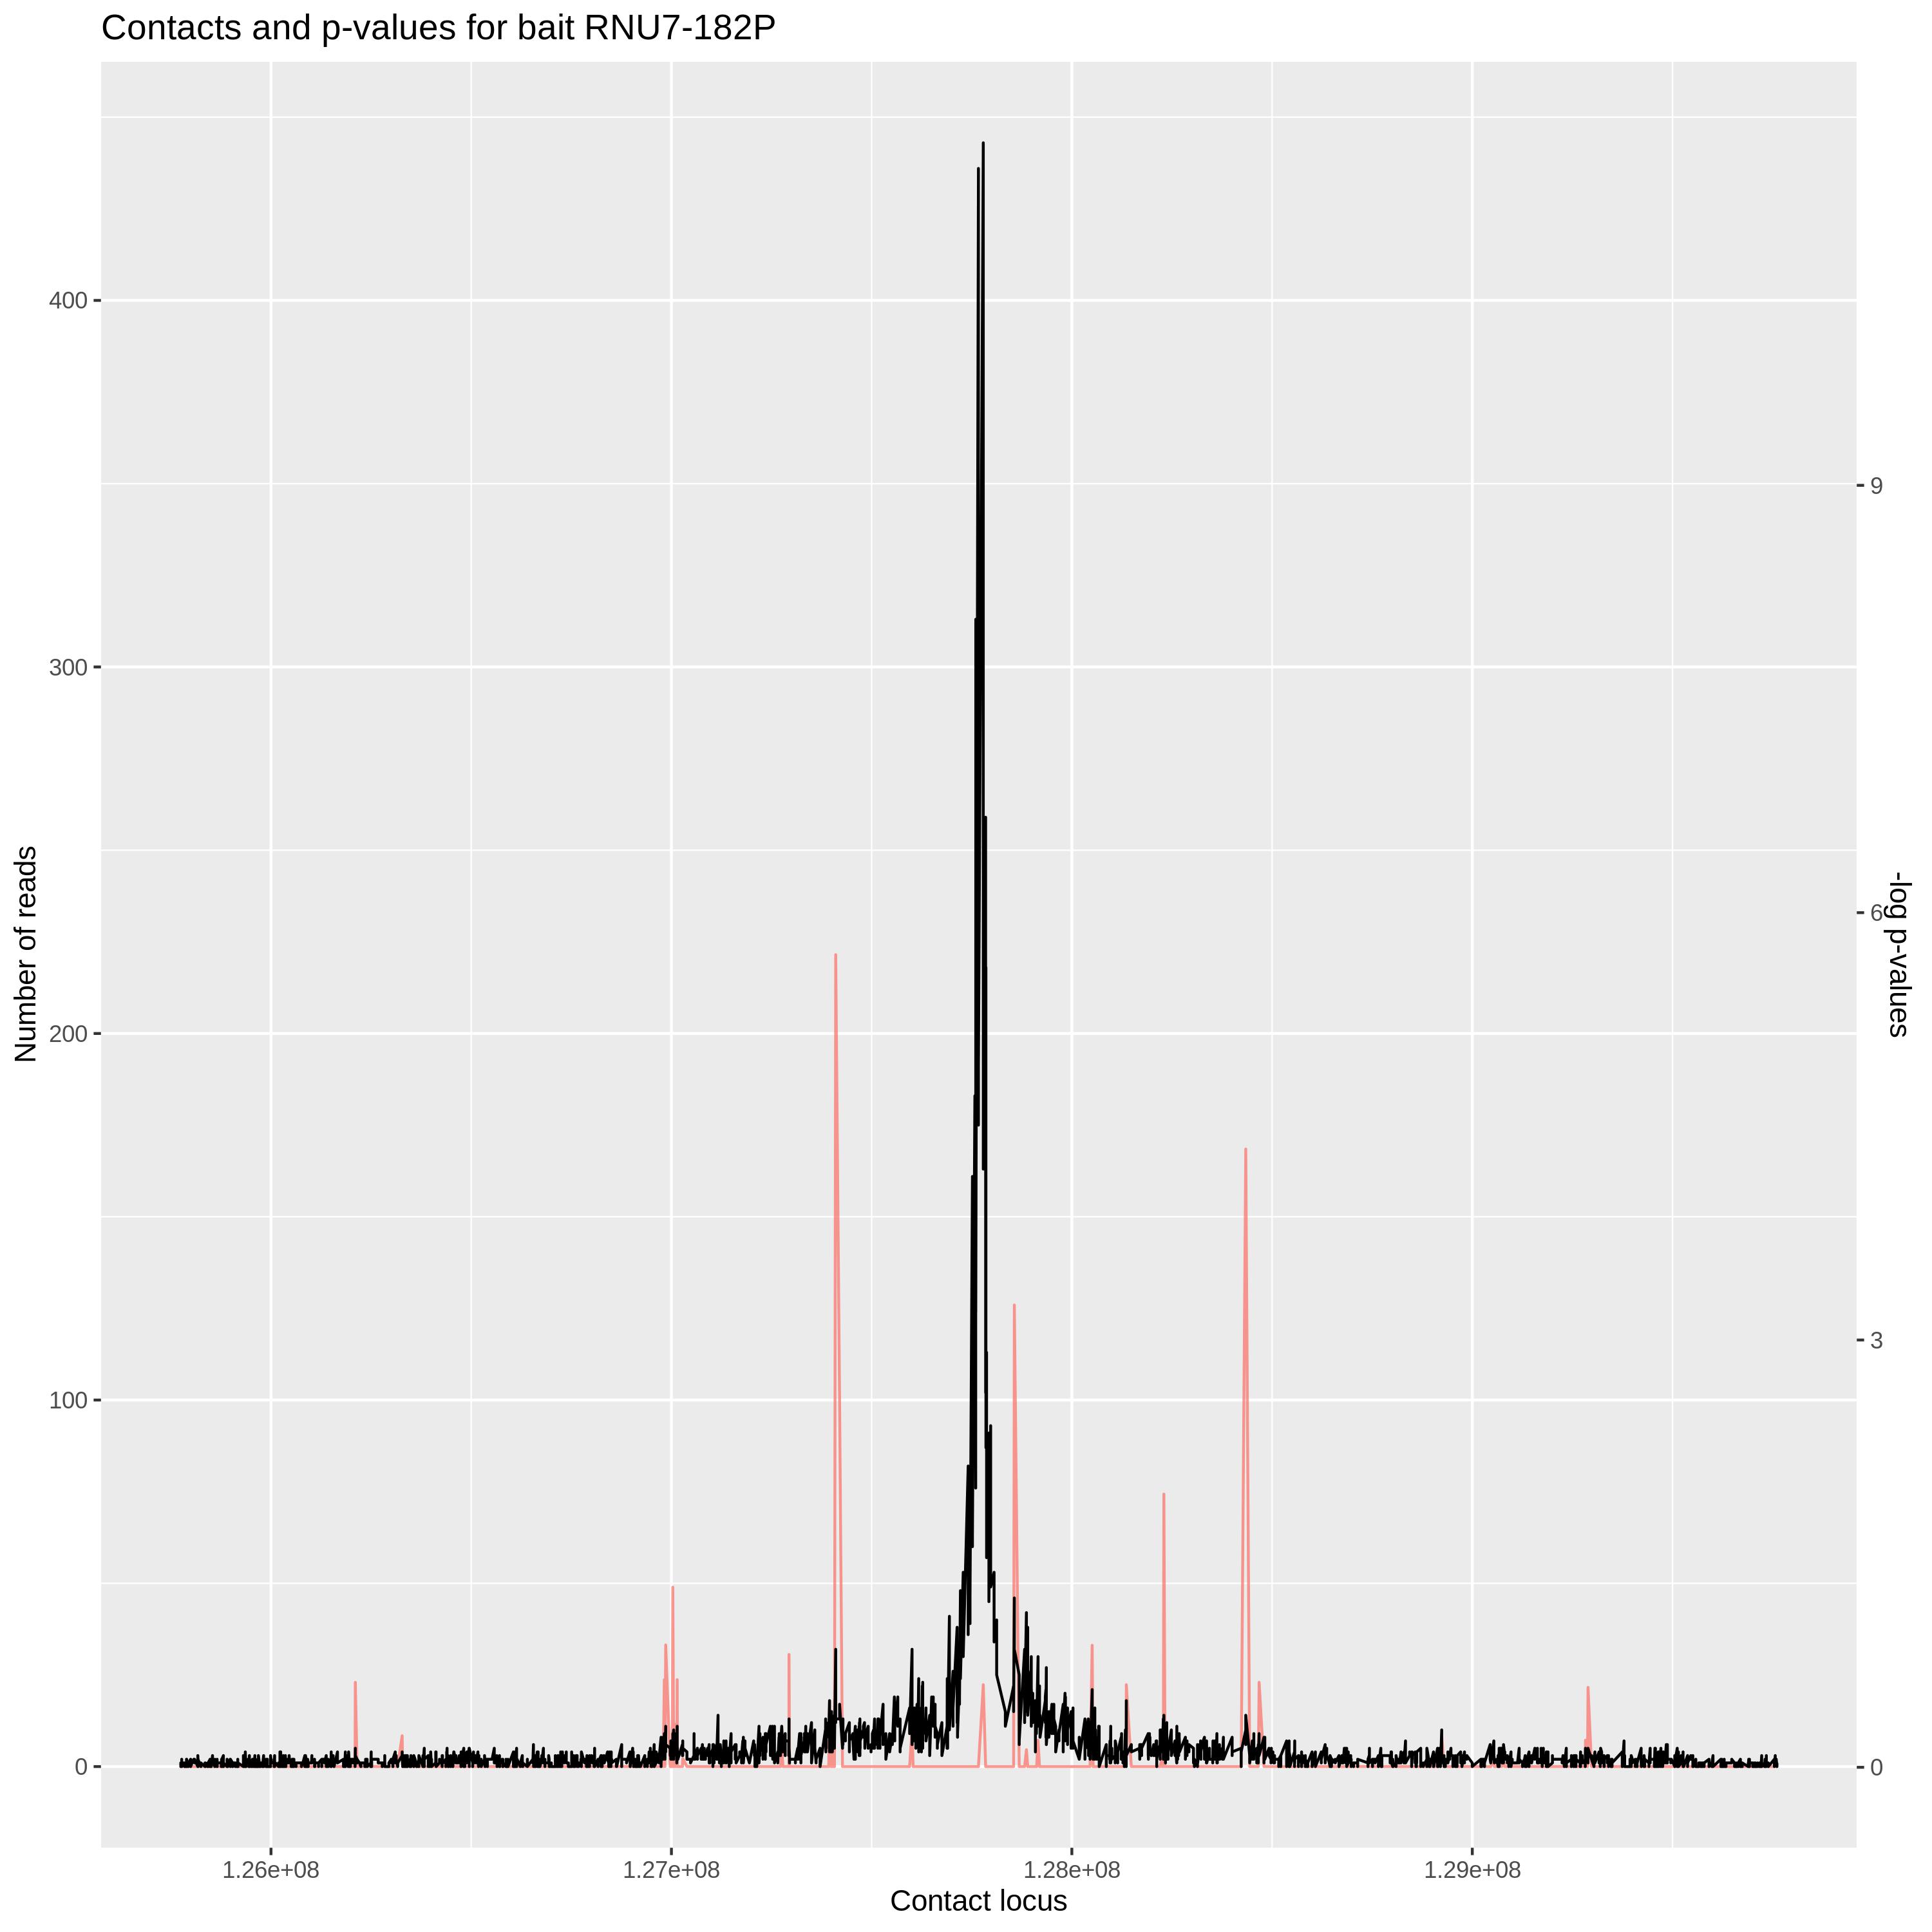 Contacts and p-values for bait RNU7-182P
400
300
200
100
0
Number of reads
9
6
3
0
-log p-values
1.26e+08
1.27e+08
1.28e+08
1.29e+08
Contact locus